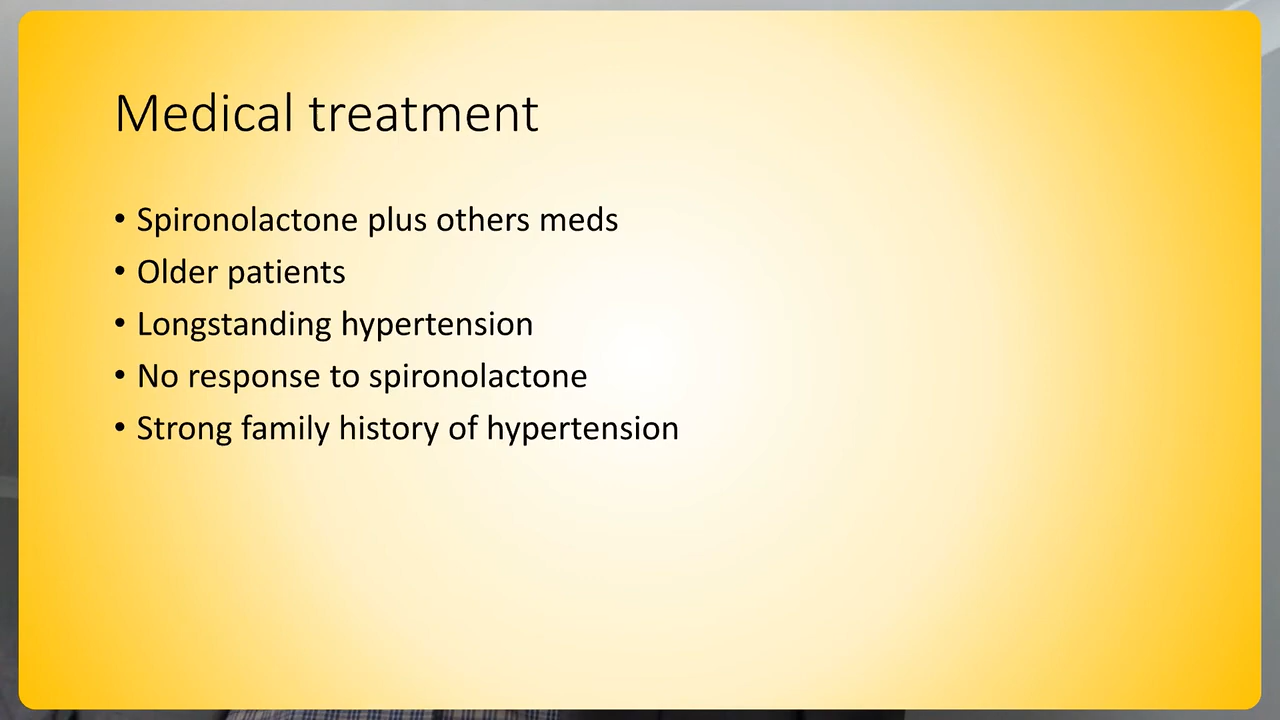 Medical treatment
• Spironolactone plus others meds
• Older patients
• Longstanding hypertension
• No response to spironolactone
• Strong family history of hypertension